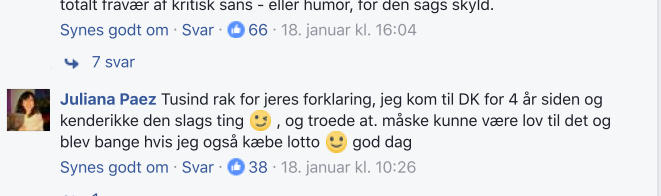 totalt fravær af kritisk sans - eller humor, for den sags skyld.
Synes godt om · Svar · 66 · 18. januar kl. 16:04
7 svar
Juliana Paez Tusind rak for jeres forklaring, jeg kom til DK for 4 år siden og
kenderikke den slags ting 😉 , og troede at. måske kunne være lov til det og
blev bange hvis jeg også kæbe lotto 🙂 god dag
Synes godt om · Svar · 38 · 18. januar kl. 10:26